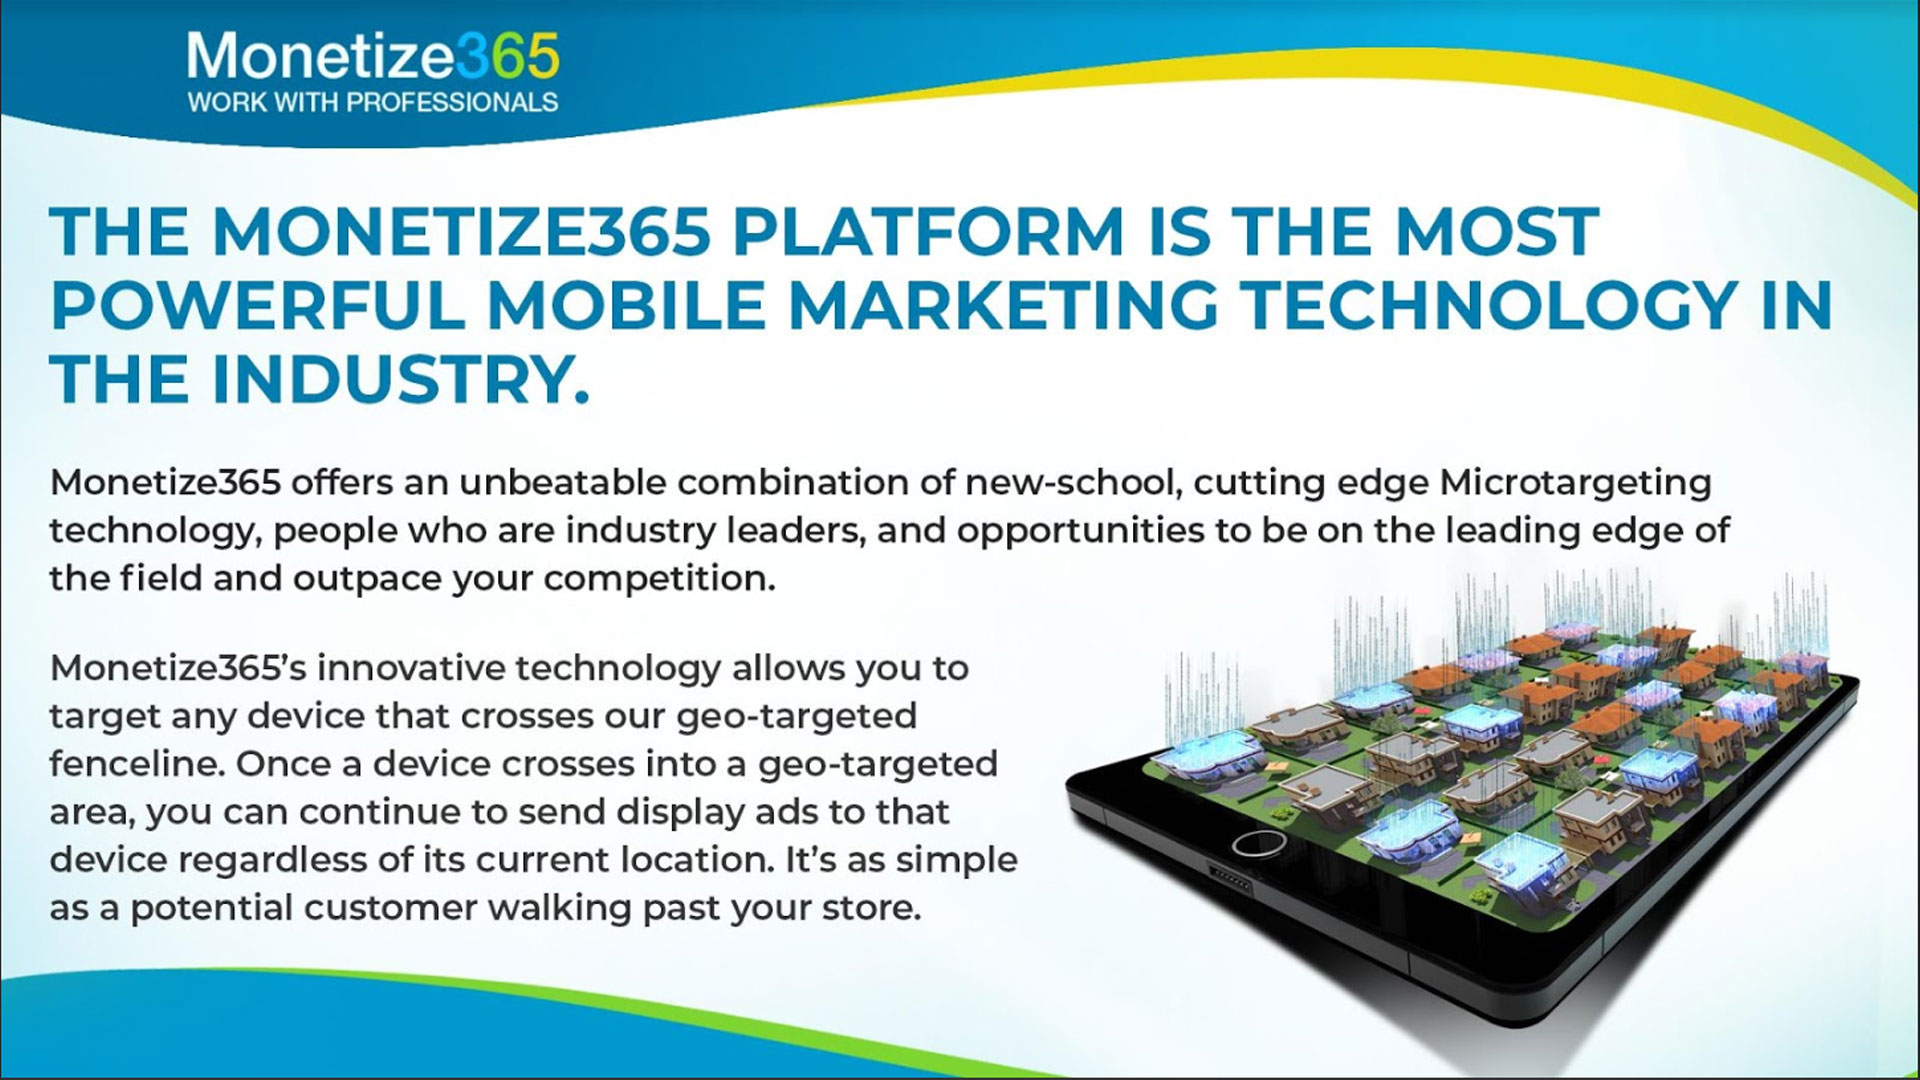 Monetize365
WORK WITH PROFESSIONALS
THE MONETIZE365 PLATFORM IS THE MOST
POWERFUL MOBILE MARKETING TECHNOLOGY IN
THE INDUSTRY.
Monetize365 offers an unbeatable combination of new-school, cutting edge Microtargeting
technology, people who are industry leaders, and opportunities to be on the leading edge of
the field and outpace your competition.
Monetize365’s innovative technology allows you to
target any device that crosses our geo-targeted
fenceline. Once a device crosses into a geo-targeted
area, you can continue to send display ads to that
device regardless of its current location. It’s as simple
as a potential customer walking past your store.